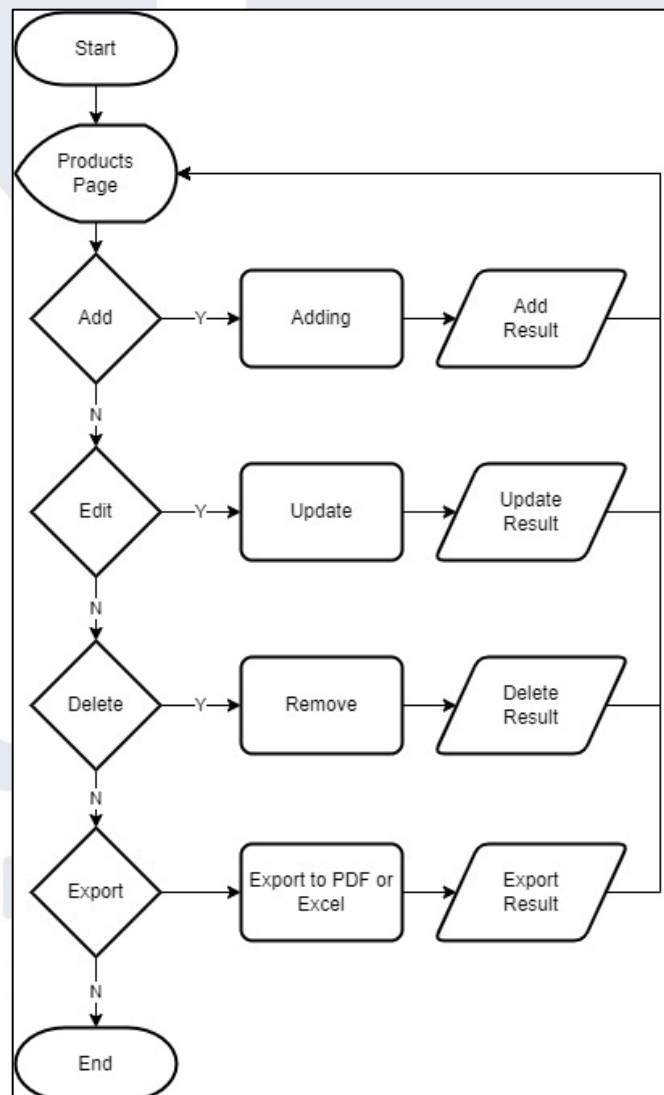 Start
Products
Page
Add
Y
Adding
Add
Result
N
Edit
Y
Update
Update
Result
N
Delete
Y
Remove
Delete
Result
N
Export
Export to PDF or
Excel
Export
Result
N
End